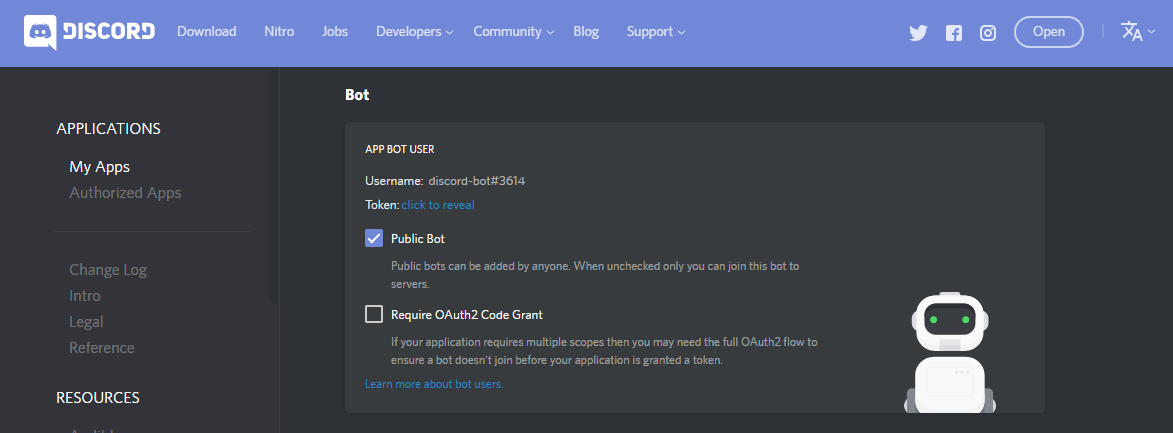 DISCORD Download Nitro Jobs Developers Community Blog Support Open
Bot
APPLICATIONS
My Apps
Authorized Apps
Change Log
Intro
Legal
Reference
RESOURCES
APP BOT USER
Username: discord-bot#3614
Token: click to reveal
Public Bot
Public bots can be added by anyone. When unchecked only you can join this bot to
servers.
Require OAuth2 Code Grant
If your application requires multiple scopes then you may need the full OAuth2 flow to
ensure a bot doesn't join before your application is granted a token.
Learn more about bot users.